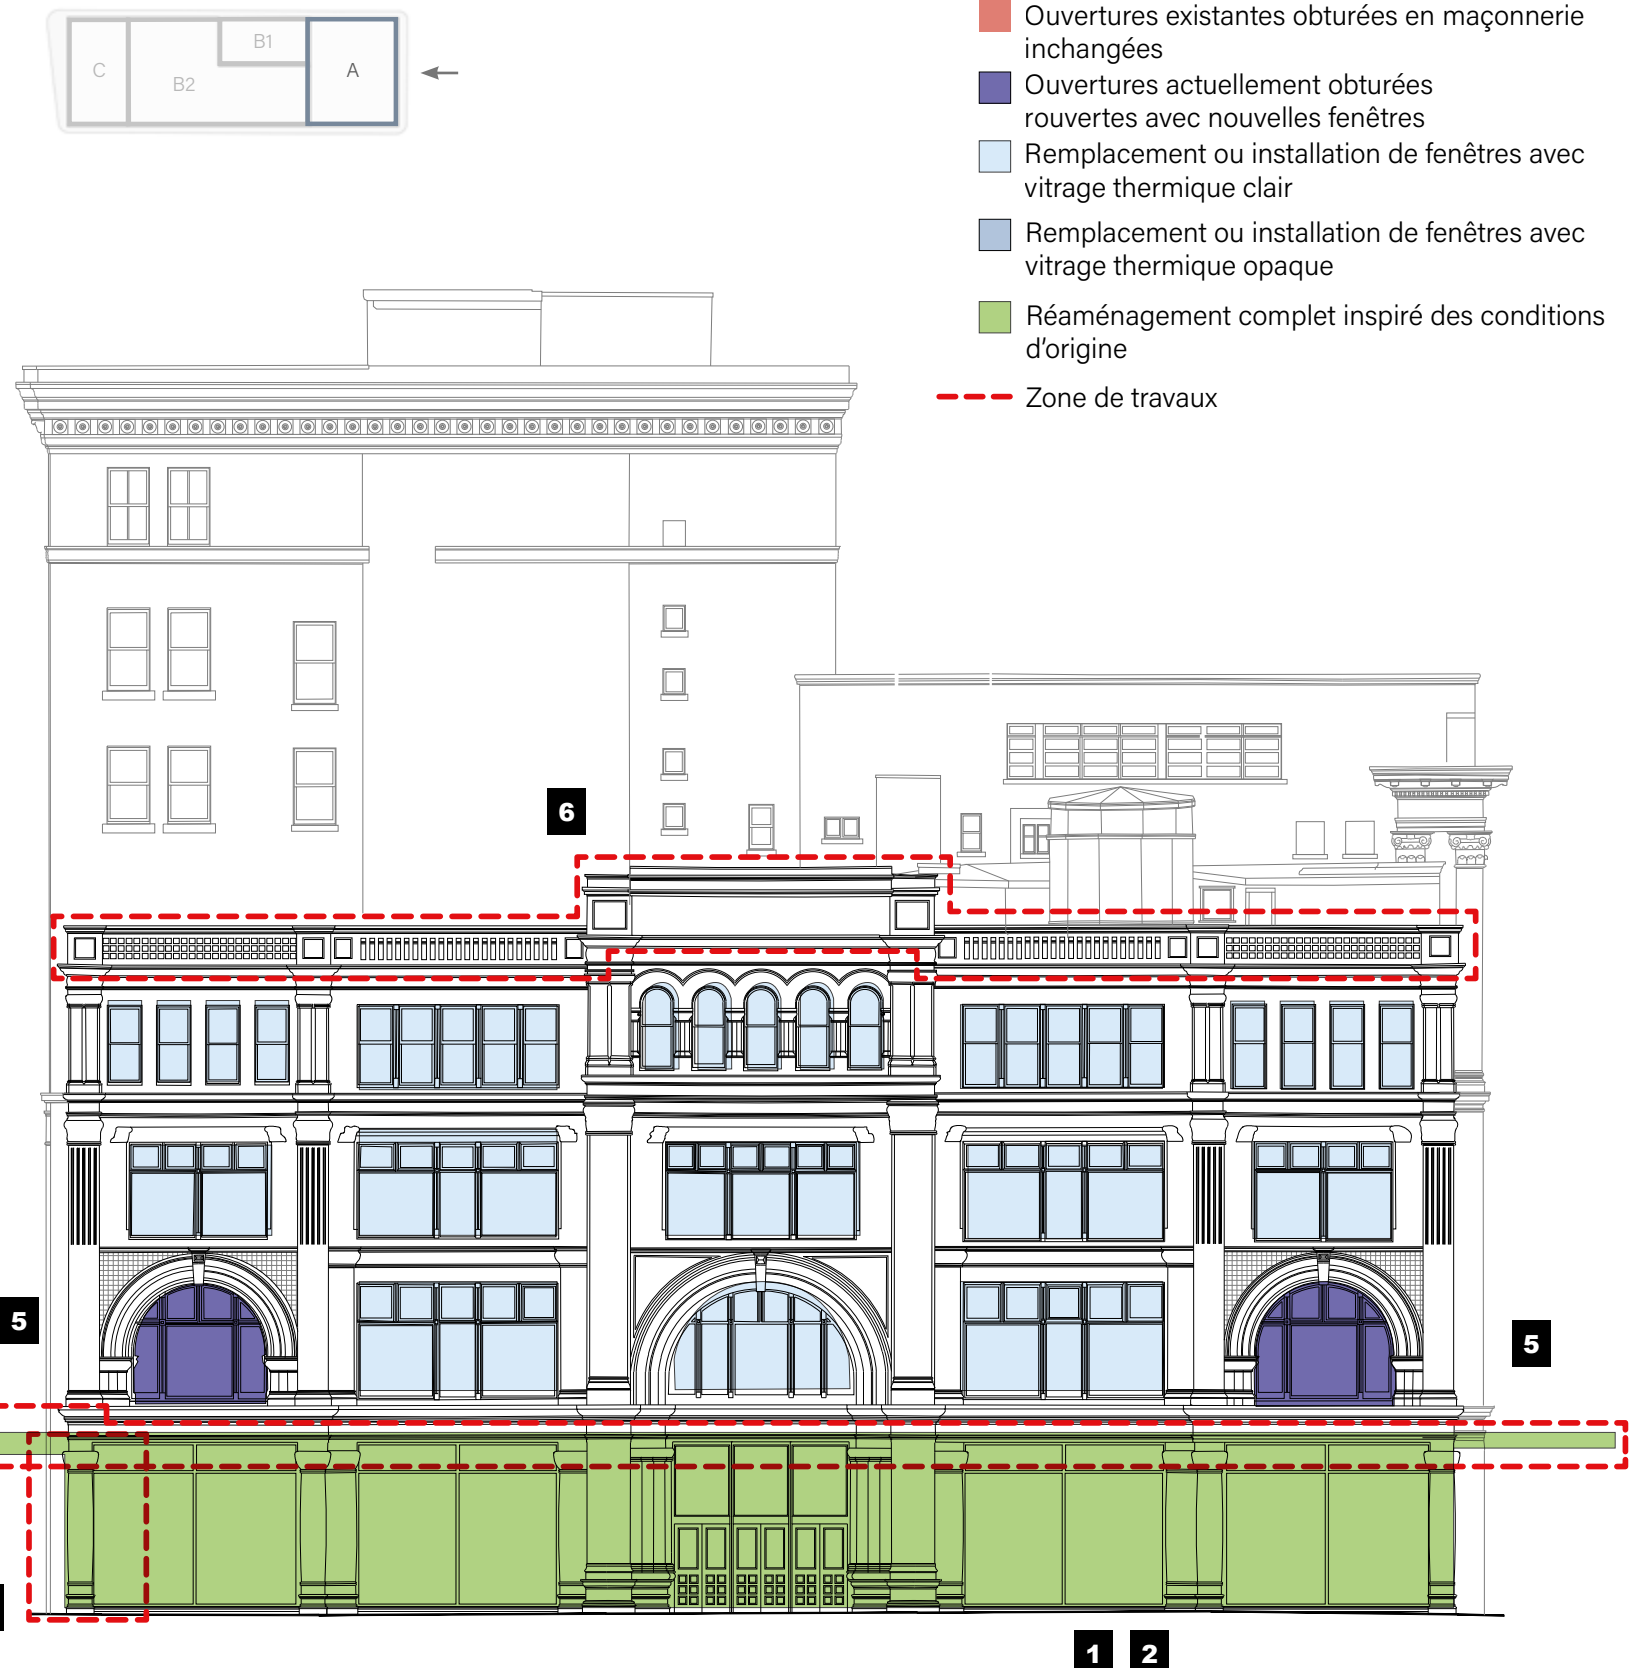 C
B2
B1
A
Ouvertures existantes obturées en maçonnerie
inchangées
Ouvertures actuellement obturées
rouvertes avec nouvelles fenêtres
Remplacement ou installation de fenêtres avec
vitrage thermique clair
Remplacement ou installation de fenêtres avec
vitrage thermique opaque
Réaménagement complet inspiré des conditions
d'origine
Zone de travaux
6
5
5
1 2